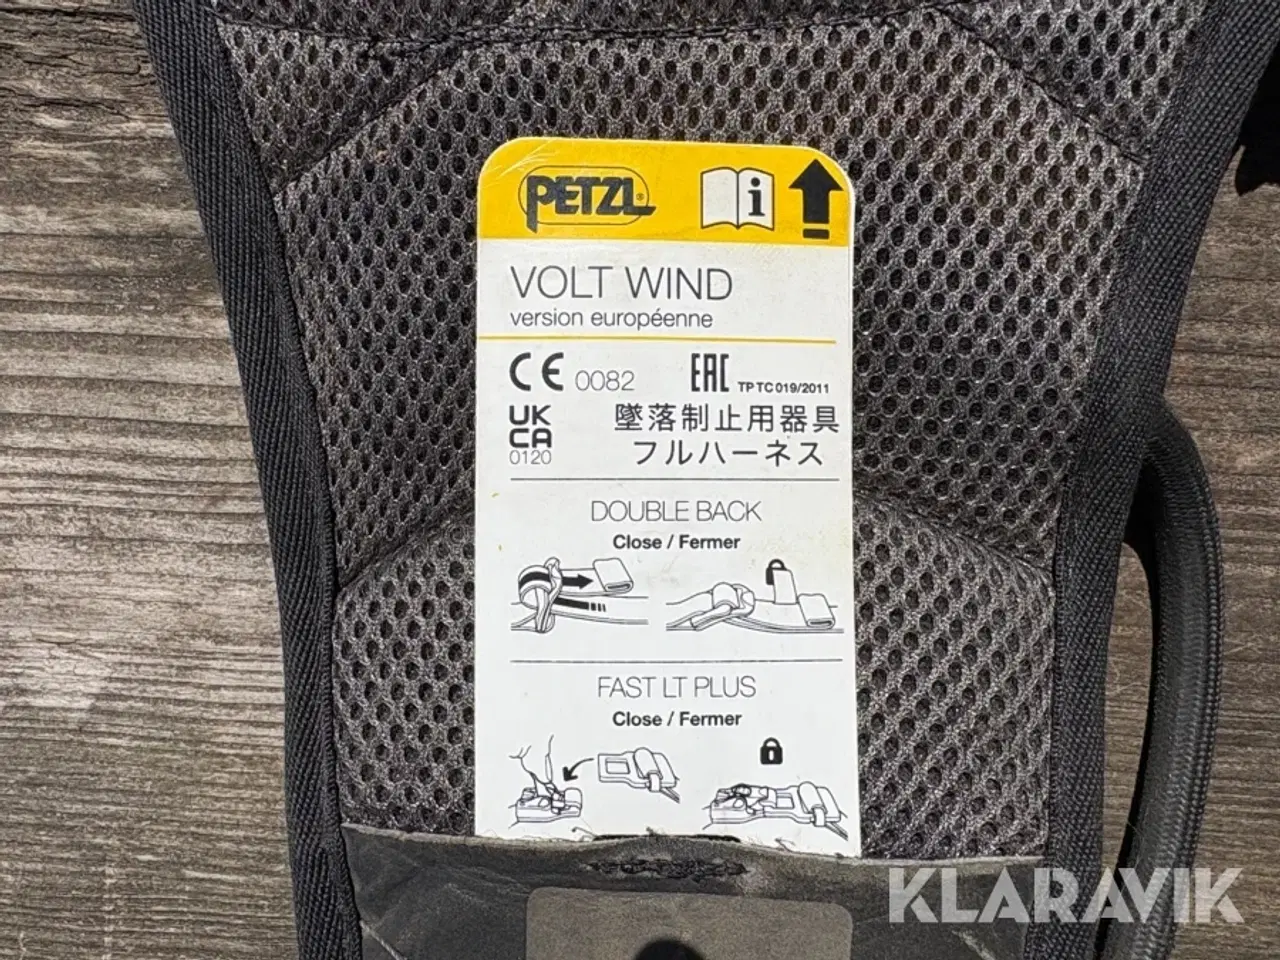 PETZL
VOLT WIND
version européenne
CE 0082
EAC TP TC 019/2011
UK
CA
0120
墜落制止用器具
フルハーネス
DOUBLE BACK
Close / Fermer
FAST LT PLUS
Close / Fermer
KLARAVIK